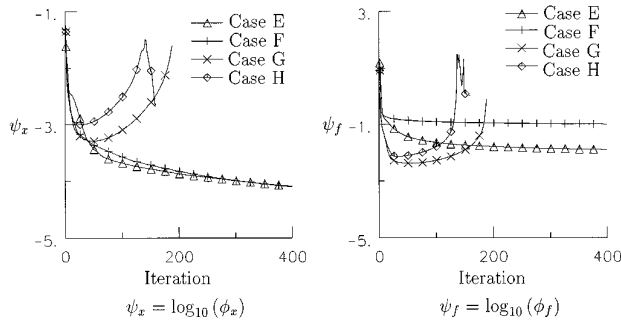 -1.
-3.
-5.
ψx
Case E
Case F
Case G
Case H
0
200
400
Iteration
ψx = log10 (ϕx)
3.
-1.
-5.
ψf
Case E
Case F
Case G
Case H
0
200
400
Iteration
ψf = log10 (ϕf)